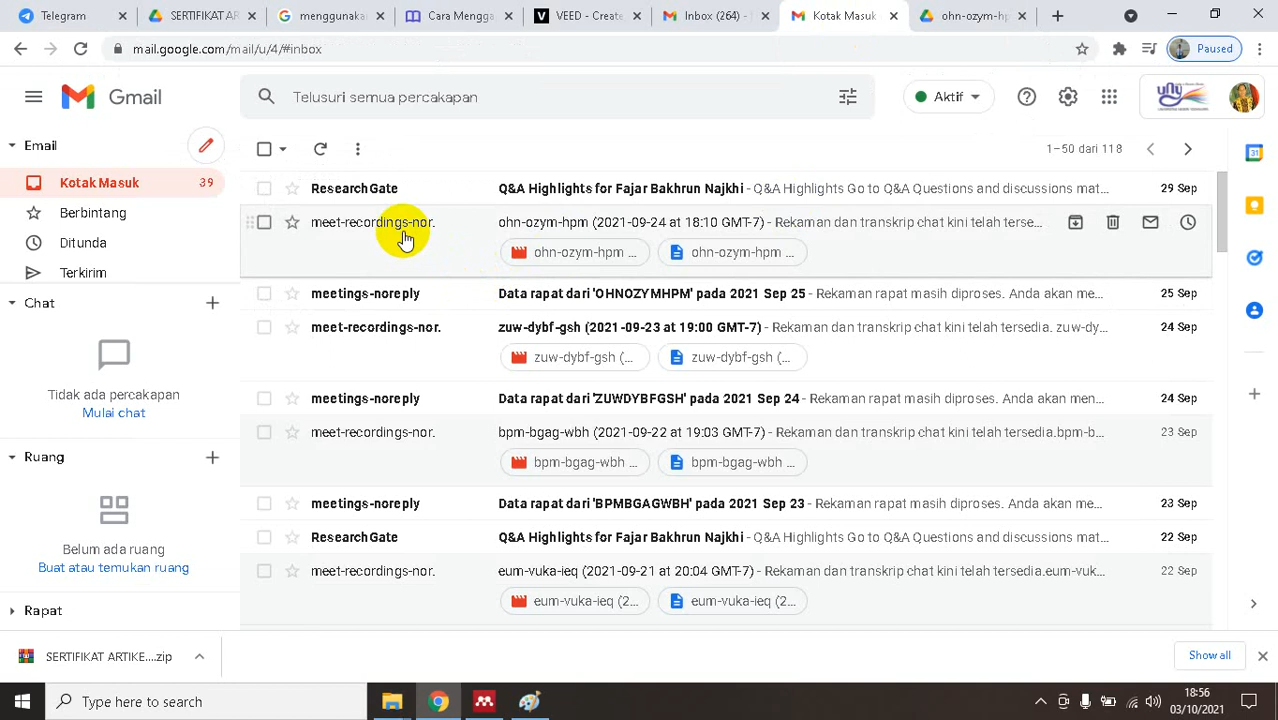 Telegram
SERTIFIKAT AR
menggunakan
Cara Mengga
VEED - Create
Inbox (264) -
Kotak Masuk
ohn-ozym-hp
mail.google.com/mail/u/4/#inbox
Paused
Gmail
Telusuri semua percakapan
Aktif
uny
Email
1–50 dari 118
Kotak Masuk 39
Berbintang
Ditunda
Terkirim
Chat
Tidak ada percakapan
Mulai chat
Ruang
Belum ada ruang
Buat atau temukan ruang
Rapat
ResearchGate Q&A Highlights for Fajar Bakhrun Najkhi - Q&A Highlights Go to Q&A Questions and discussions mat... 29 Sep
meet-recordings-nor. ohn-ozym-hpm (2021-09-24 at 18:10 GMT-7) - Rekaman dan transkrip chat kini telah terse...
ohn-ozym-hpm ... ohn-ozym-hpm ...
meetings-noreply Data rapat dari 'OHNOZYMHPM' pada 2021 Sep 25 - Rekaman rapat masih diproses. Anda akan me... 25 Sep
meet-recordings-nor. zuw-dybf-gsh (2021-09-23 at 19:00 GMT-7) - Rekaman dan transkrip chat kini telah tersedia. zuw-dy... 24 Sep
zuw-dybf-gsh (... zuw-dybf-gsh (...
meetings-noreply Data rapat dari 'ZUWDYBFGSH' pada 2021 Sep 24 - Rekaman rapat masih diproses. Anda akan men... 24 Sep
meet-recordings-nor. bpm-bgag-wbh (2021-09-22 at 19:03 GMT-7) - Rekaman dan transkrip chat kini telah tersedia.bpm-b... 23 Sep
bpm-bgag-wbh ... bpm-bgag-wbh ...
meetings-noreply Data rapat dari 'BPMBGAGWBH' pada 2021 Sep 23 - Rekaman rapat masih diproses. Anda akan me... 23 Sep
ResearchGate Q&A Highlights for Fajar Bakhrun Najkhi - Q&A Highlights Go to Q&A Questions and discussions mat... 22 Sep
meet-recordings-nor. eum-vuka-ieq (2021-09-21 at 20:04 GMT-7) - Rekaman dan transkrip chat kini telah tersedia.eum-vuk... 22 Sep
eum-vuka-ieq (2... eum-vuka-ieq (2...
SERTIFIKAT ARTIKE....zip
Show all
Type here to search
18:56
03/10/2021